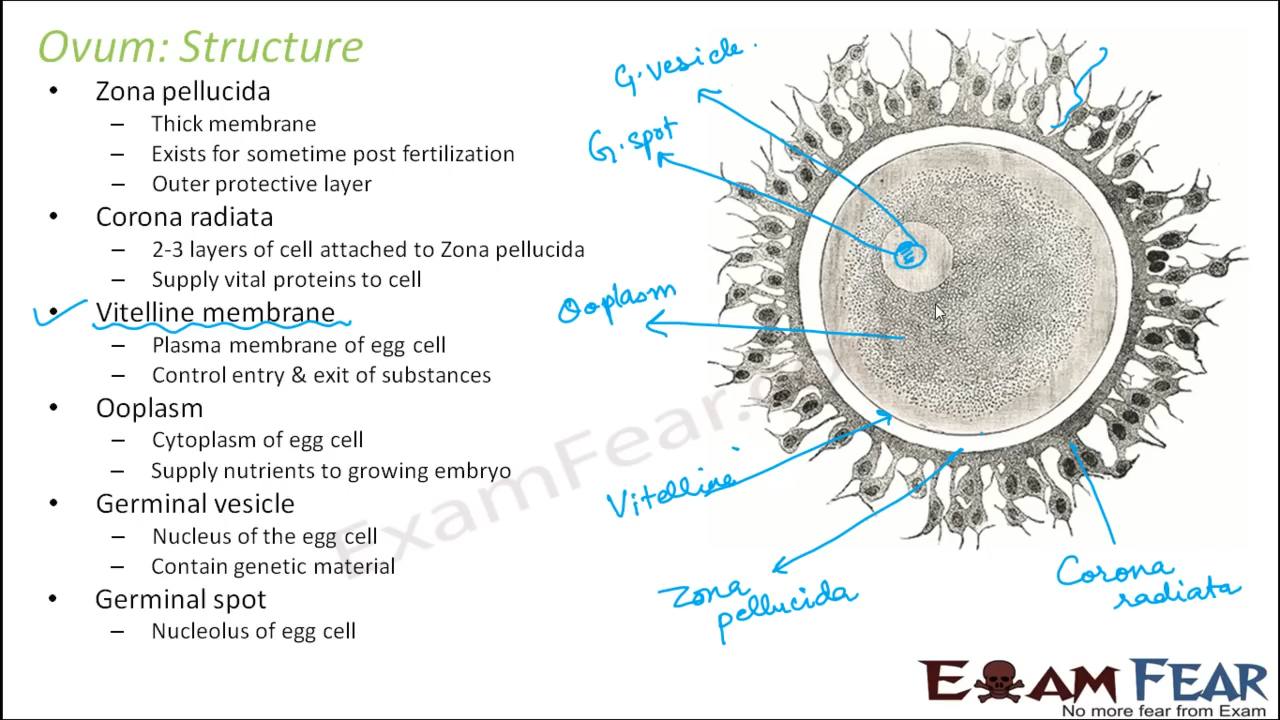 Ovum: Structure
• Zona pellucida
– Thick membrane
– Exists for sometime post fertilization
– Outer protective layer
• Corona radiata
– 2-3 layers of cell attached to Zona pellucida
– Supply vital proteins to cell
• Vitelline membrane
– Plasma membrane of egg cell
– Control entry & exit of substances
• Ooplasm
– Cytoplasm of egg cell
– Supply nutrients to growing embryo
• Germinal vesicle
– Nucleus of the egg cell
– Contain genetic material
• Germinal spot
– Nucleolus of egg cell
G. vesicle.
G. spot
Ooplasm
Vitelline
Zona
pellucida
Corona
radiata
ExamFear.com
EXAM FEAR
No more fear from Exam